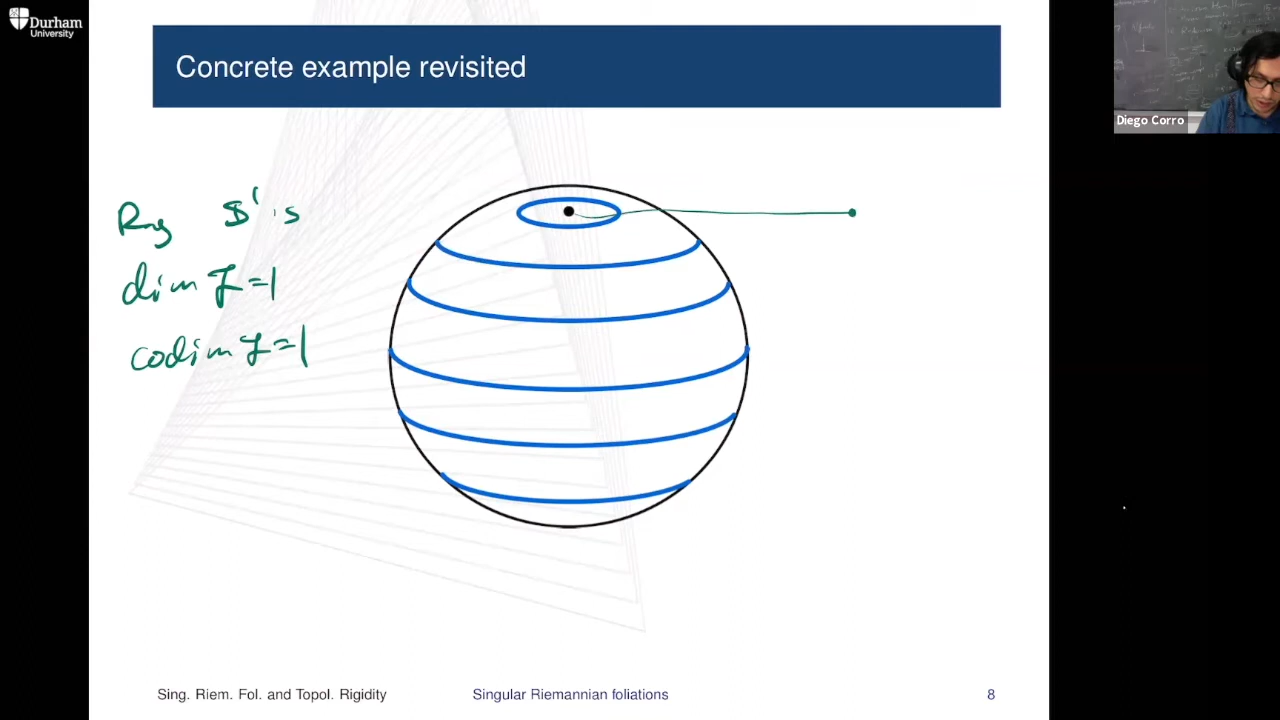 Durham
University
Concrete example revisited
Diego Corro
Reg S¹'s
dim F=1
codim F=1
Sing. Riem. Fol. and Topol. Rigidity
Singular Riemannian foliations
8